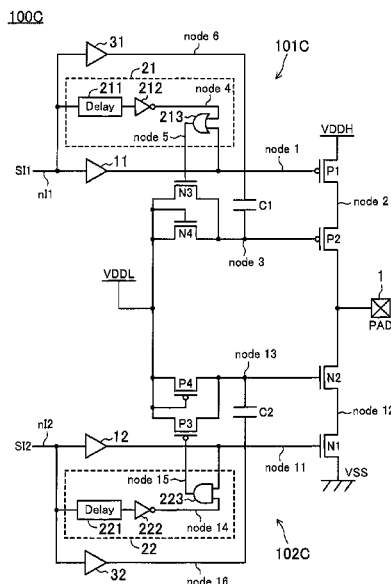 100C
31
node 6
101C
21
211
212
node 4
Delay
213
node 5
VDDH
SI1
nI1
11
node 1
P1
N3
C1
node 2
N4
P2
node 3
VDDL
1
PAD
node 13
P4
N2
nI2
12
P3
C2
node 12
SI2
N1
node 15
node 11
223
VSS
Delay
221
222
node 14
22
32
102C
node 16